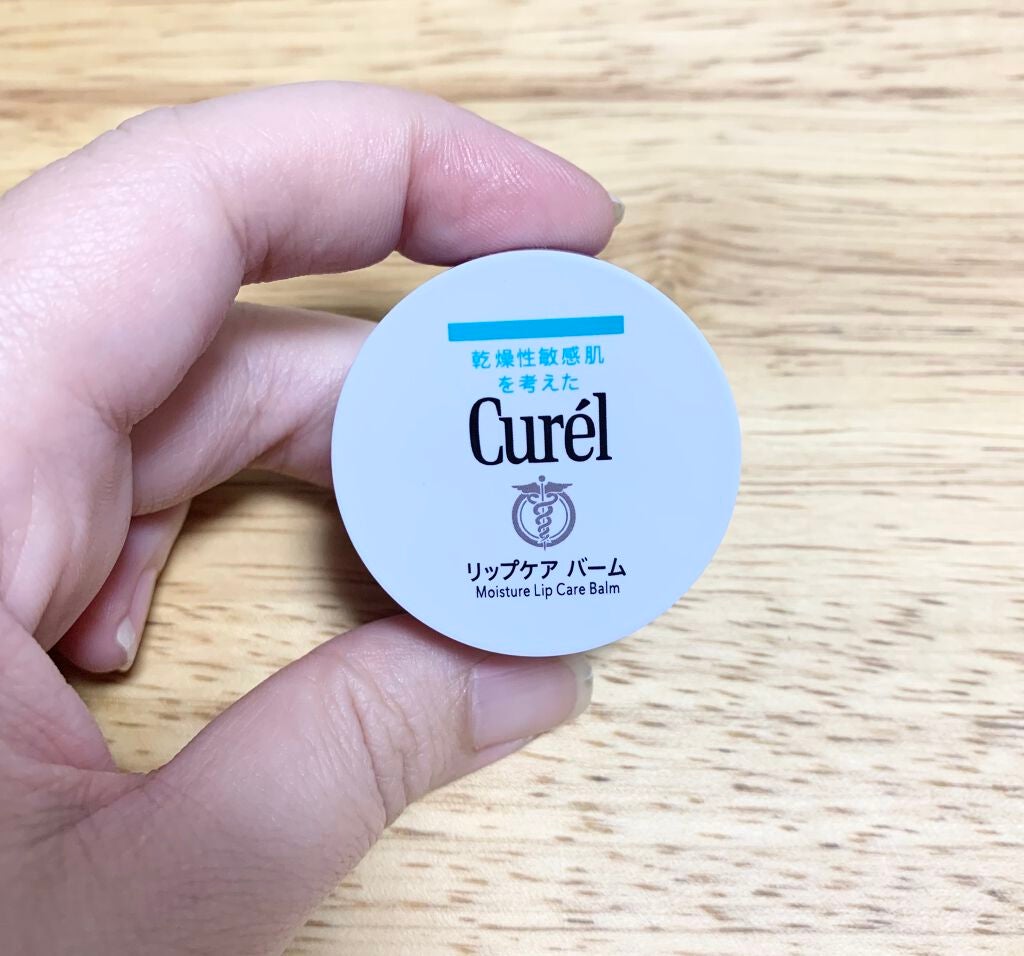 乾燥性敏感肌
を考えた
Curél
リップケア バーム
Moisture Lip Care Balm